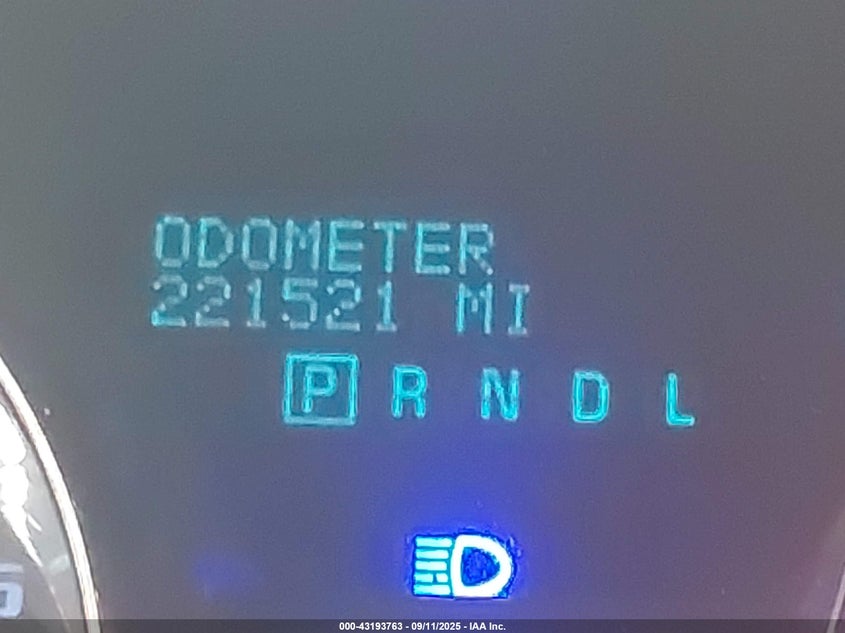 ODOMETER
221521 MI
P R N D L
000-43193763 - 09/11/2025 - IAA Inc.